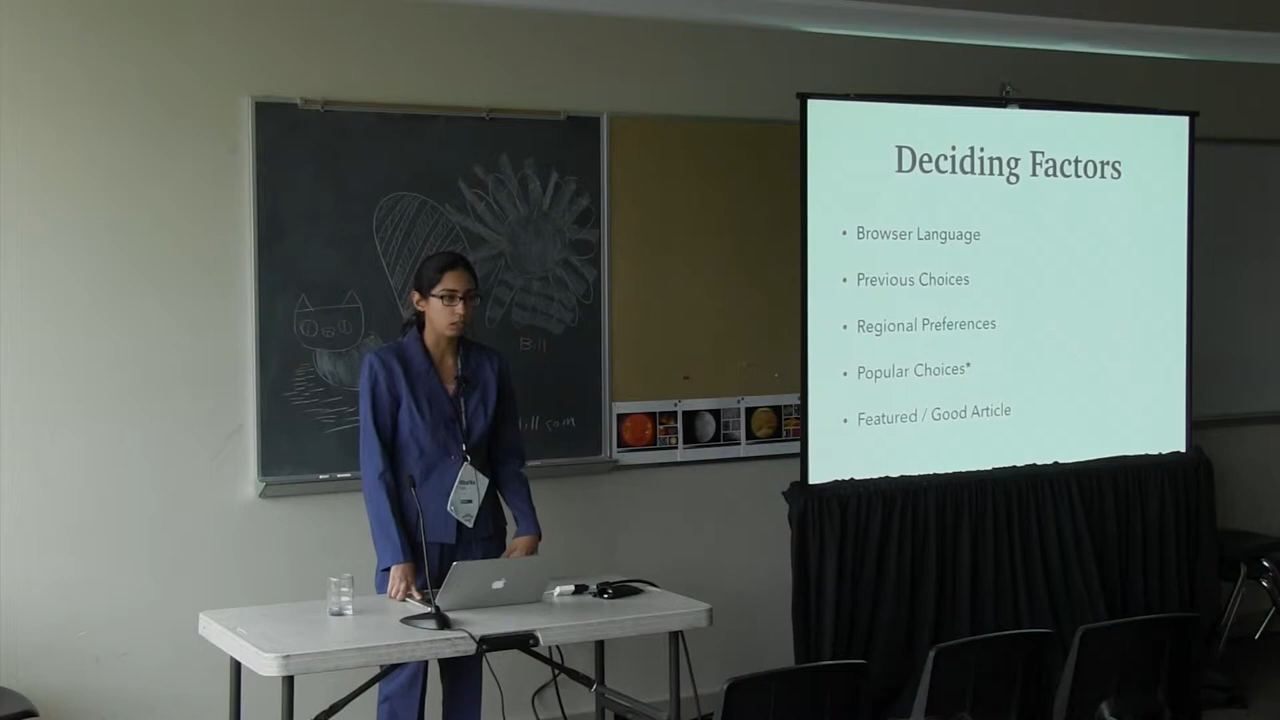 Deciding Factors
• Browser Language
• Previous Choices
• Regional Preferences
• Popular Choices*
• Featured / Good Article
Bill